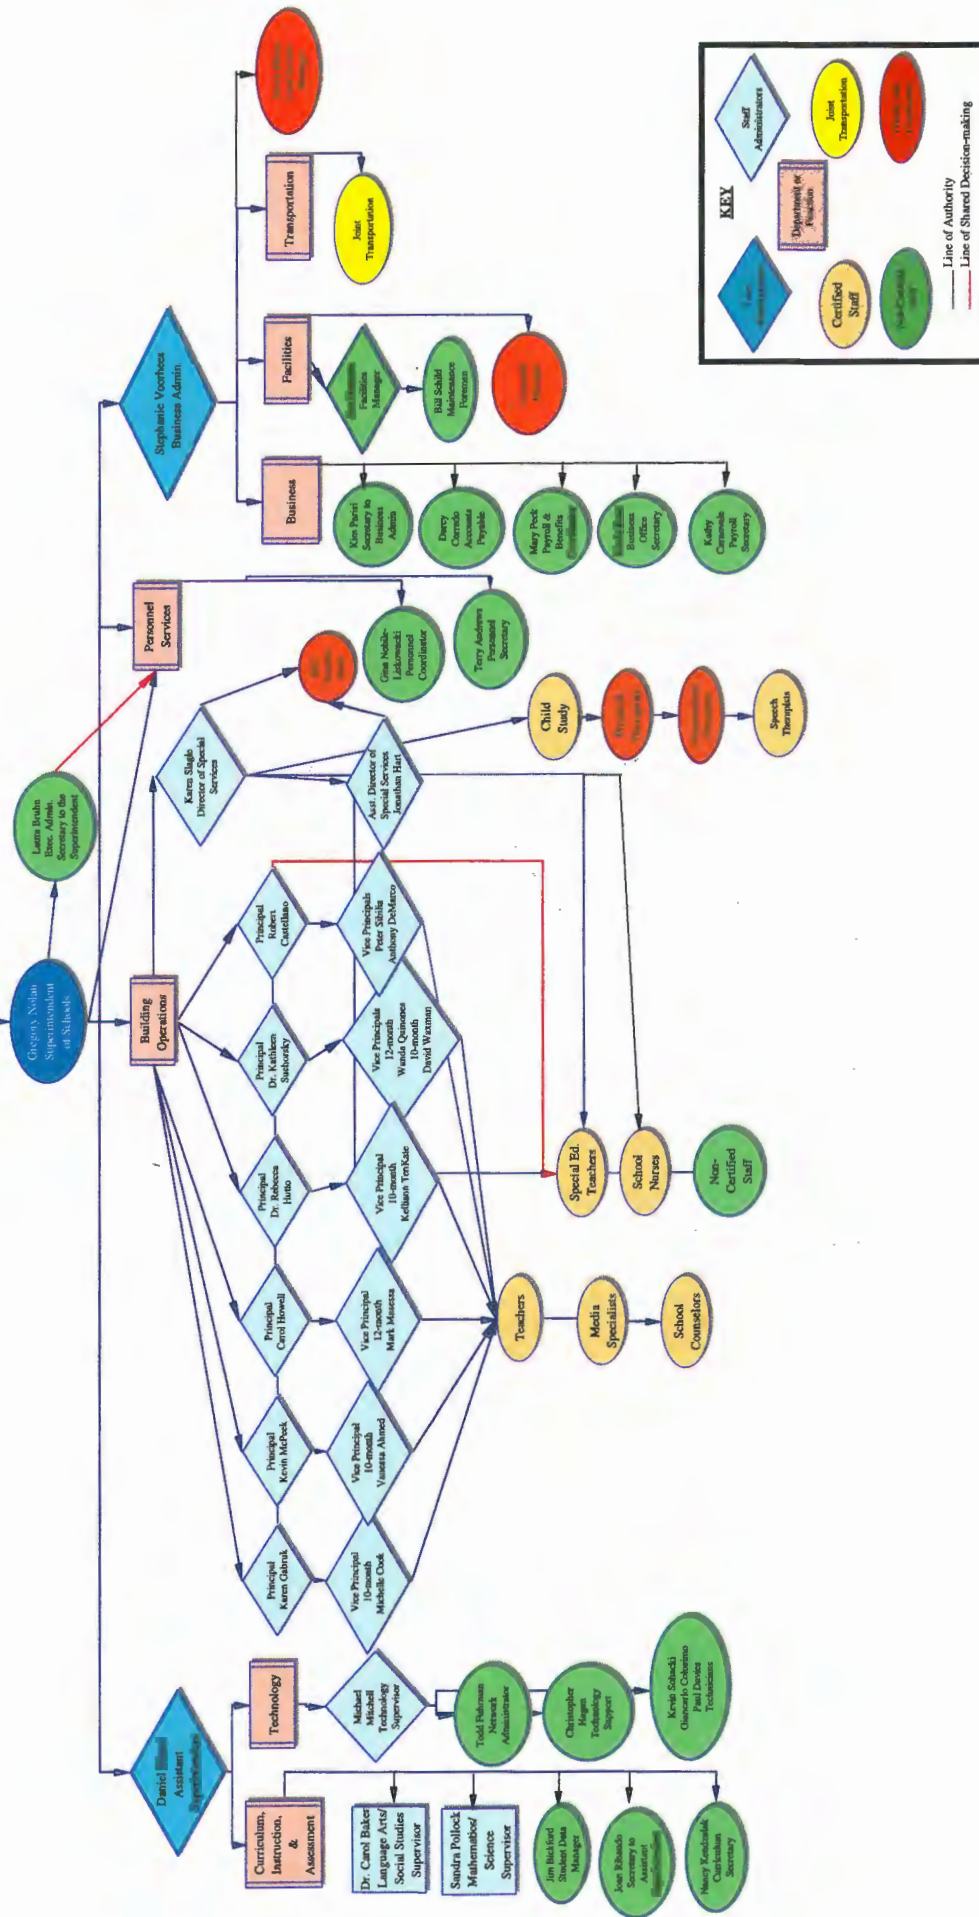 Gregory Nolan
Superintendent
of Schools
Laura Bruhn
Exec. Admin.
Secretary to the
Superintendent
Daniel
Assistant
Curriculum,
Instruction,
&
Assessment
Dr. Carol Baker
Language Arts/
Social Studies
Supervisor
Sandra Pollock
Mathematics/
Science
Supervisor
Jom Bickford
Student Data
Manager
Joan Ribaudo
Secretary to
Assistant
Nancy Kendzulak
Curriculum
Secretary
Technology
Michael
Mitchell
Technology
Supervisor
Todd Fuhrman
Network
Administrator
Christopher
Hagen
Technology
Support
Kevin Sohacki
Giancarlo Colorimo
Paul Davies
Technicians
Building
Operations
Principal
Karen Gabruk
Principal
Kevin McPeek
Principal
Carol Howell
Principal
Dr. Rebecca
Hutto
Principal
Dr. Kathleen
Suchorsky
Principal
Robert
Castellano
Vice Principal
10-month
Michelle Cook
Vice Principal
10-month
Vanessa Ahmed
Vice Principal
12-month
Mark Masessa
Vice Principal
10-month
Kelliann TenKate
Vice Principals
12-month
Wanda Quinones
10-month
David Waxman
Vice Principals
Peter Sibilia
Anthony DeMarco
Teachers
Media
Specialists
School
Counselors
Special Ed.
Teachers
School
Nurses
Non-
Certified
Staff
Karen Slagle
Director of Special
Services
Asst. Director of
Special Services
Jonathan Hart
Child
Study
Speech
Therapists
Personnel
Services
Gina Nobile-
Liskowacki
Personnel
Coordinator
Terry Andrews
Personnel
Secretary
Stephanie Voorhees
Business Admin
Business
Kim Pariri
Secretary to
Business
Admin
Darcy
Corrado
Accounts
Payable
Mary Peck
Payroll &
Benefits
Business
Office
Secretary
Kathy
Caramonle
Payroll
Secretary
Facilities
Facilities
Manager
Bill Schild
Maintenance
Foreman
Transportation
Joint
Transportation
KEY
Staff
Administrators
Department or
Function
Joint
Transportation
Certified
Staff
Line of Authority
Line of Shared Decision-making